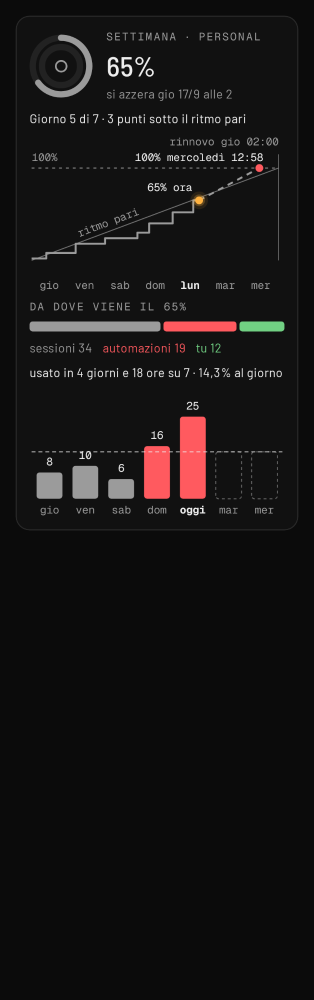 SETTIMANA · PERSONAL
65%
si azzera gio 17/9 alle 2
Giorno 5 di 7 · 3 punti sotto il ritmo pari
rinnovo gio 02:00
100%
100% mercoledì 12:58
65% ora
ritmo pari
gio ven sab dom lun mar mer
DA DOVE VIENE IL 65%
sessioni 34 automazioni 19 tu 12
usato in 4 giorni e 18 ore su 7 · 14,3% al giorno
25
16
10
8
6
gio ven sab dom oggi mar mer